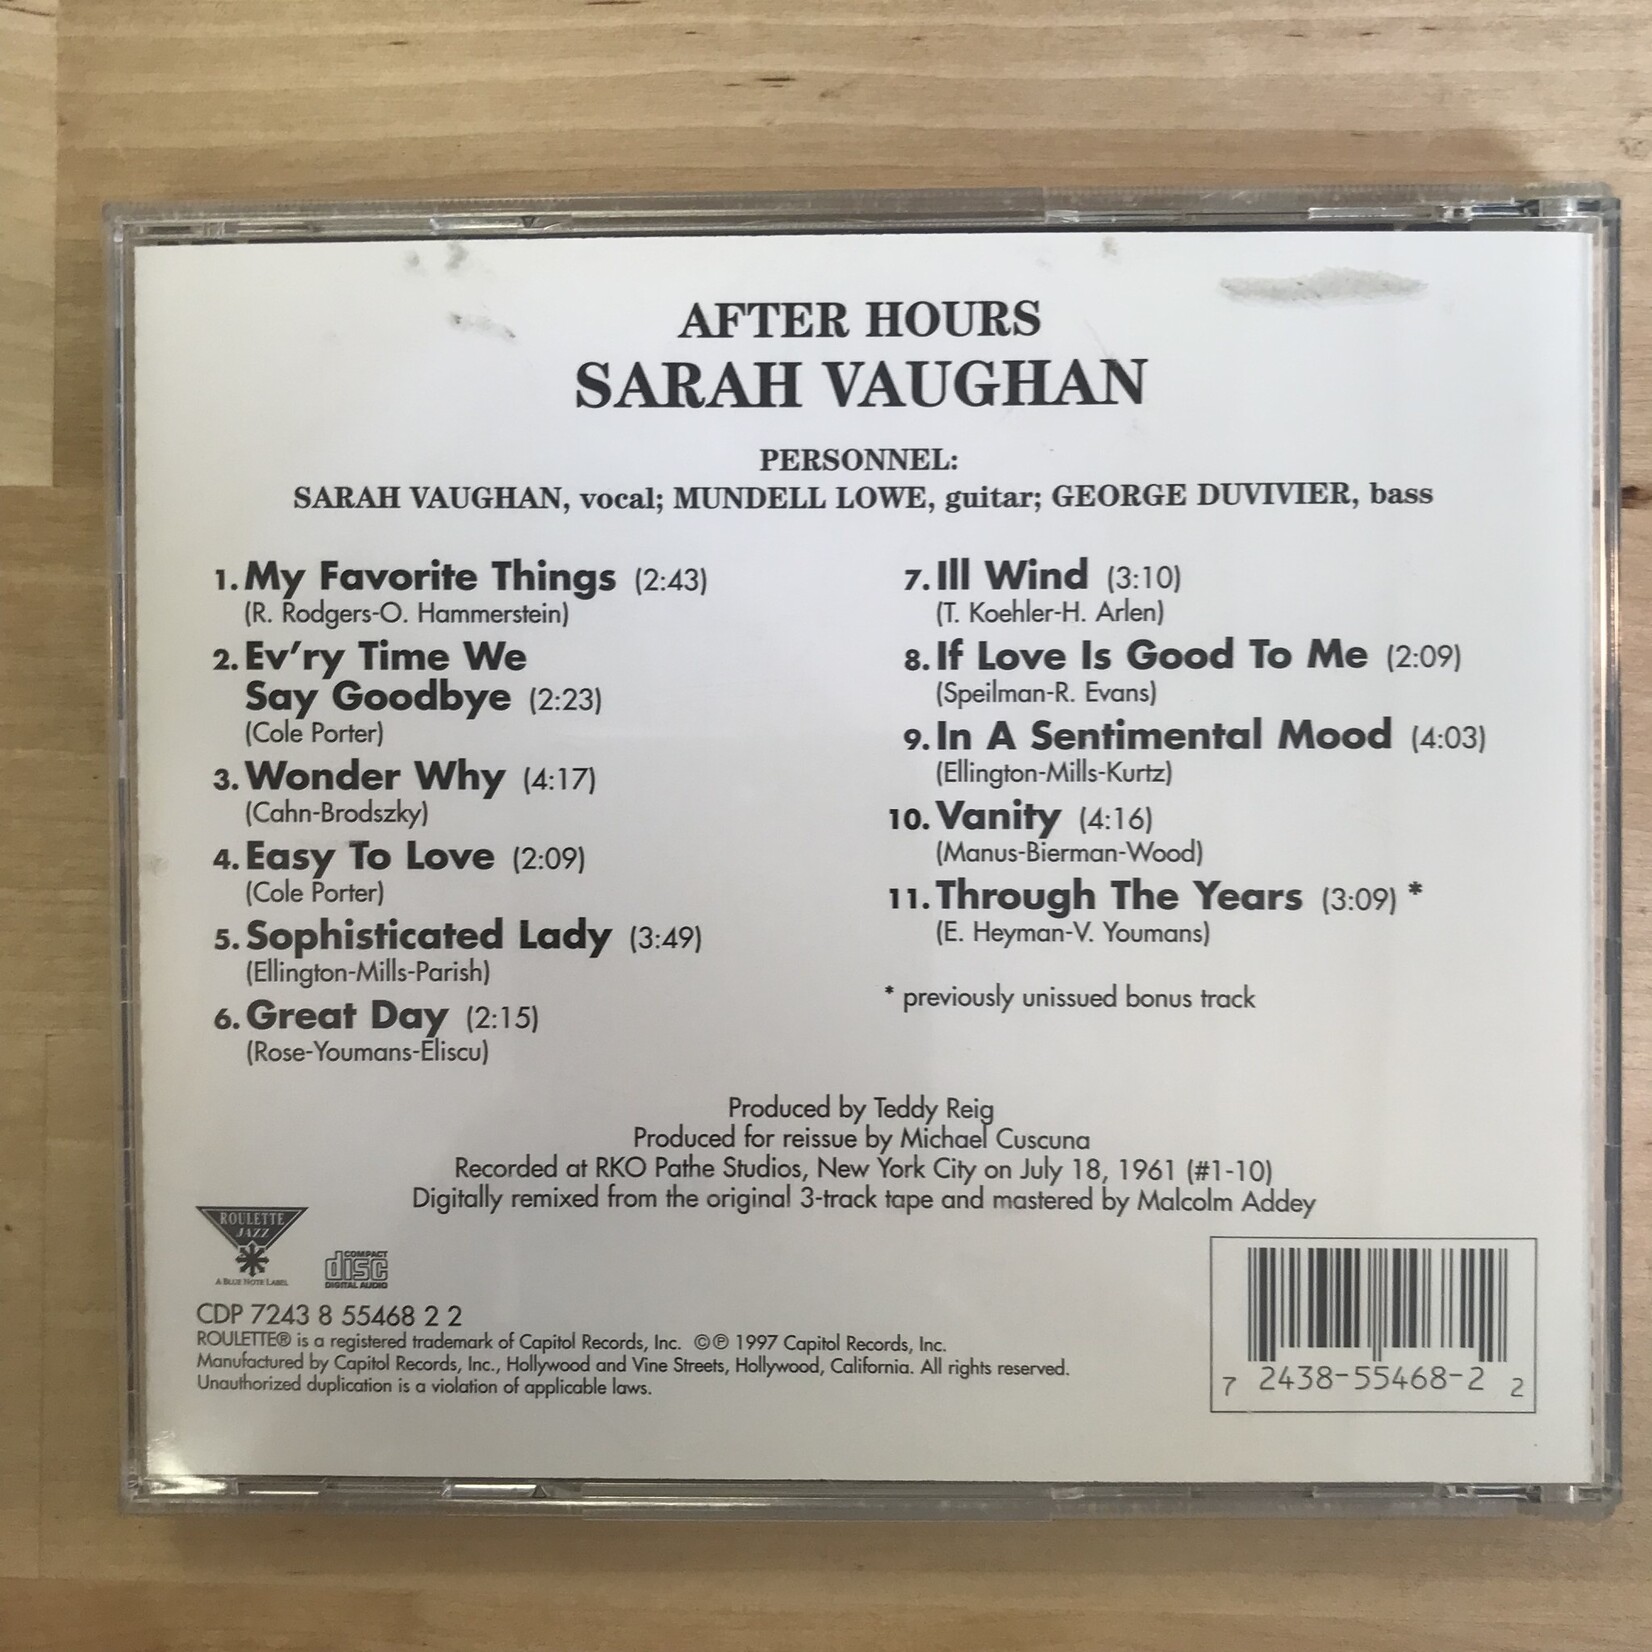 AFTER HOURS
SARAH VAUGHAN
PERSONNEL:
SARAH VAUGHAN, vocal; MUNDELL LOWE, guitar; GEORGE DUVIVIER, bass
1. My Favorite Things (2:43)
(R. Rodgers-O. Hammerstein)
2. Ev'ry Time We
Say Goodbye (2:23)
(Cole Porter)
3. Wonder Why (4:17)
(Cahn-Brodszky)
4. Easy To Love (2:09)
(Cole Porter)
5. Sophisticated Lady (3:49)
(Ellington-Mills-Parish)
6. Great Day (2:15)
(Rose-Youmans-Eliscu)
7. Ill Wind (3:10)
(T. Koehler-H. Arlen)
8. If Love Is Good To Me (2:09)
(Speilman-R. Evans)
9. In A Sentimental Mood (4:03)
(Ellington-Mills-Kurtz)
10. Vanity (4:16)
(Manus-Bierman-Wood)
11. Through The Years (3:09) *
(E. Heyman-V. Youmans)
* previously unissued bonus track
Produced by Teddy Reig
Produced for reissue by Michael Cuscuna
Recorded at RKO Pathe Studios, New York City on July 18, 1961 (#1-10)
Digitally remixed from the original 3-track tape and mastered by Malcolm Addey
ROULETTE
JAZZ
A BLUE NOTE LABEL
COMPACT
disc
DIGITAL AUDIO
CDP 7243 8 55468 2 2
ROULETTE® is a registered trademark of Capitol Records, Inc. ©℗ 1997 Capitol Records, Inc.
Manufactured by Capitol Records, Inc., Hollywood and Vine Streets, Hollywood, California. All rights reserved.
Unauthorized duplication is a violation of applicable laws.
7 2438-55468-2 2